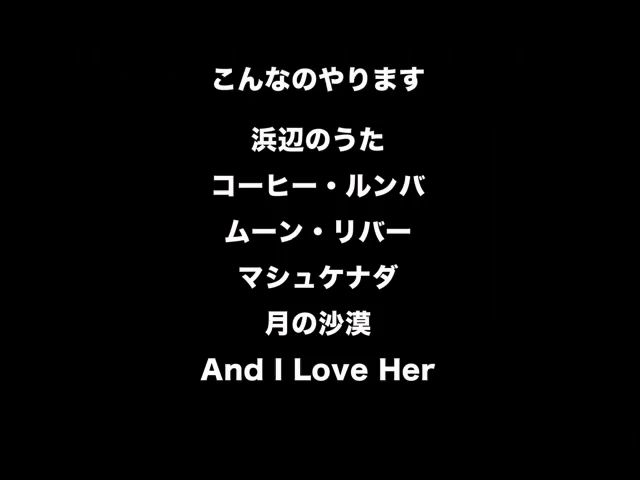 こんなのやります
浜辺のうた
コーヒー・ルンバ
ムーン・リバー
マシュケナダ
月の沙漠
And I Love Her